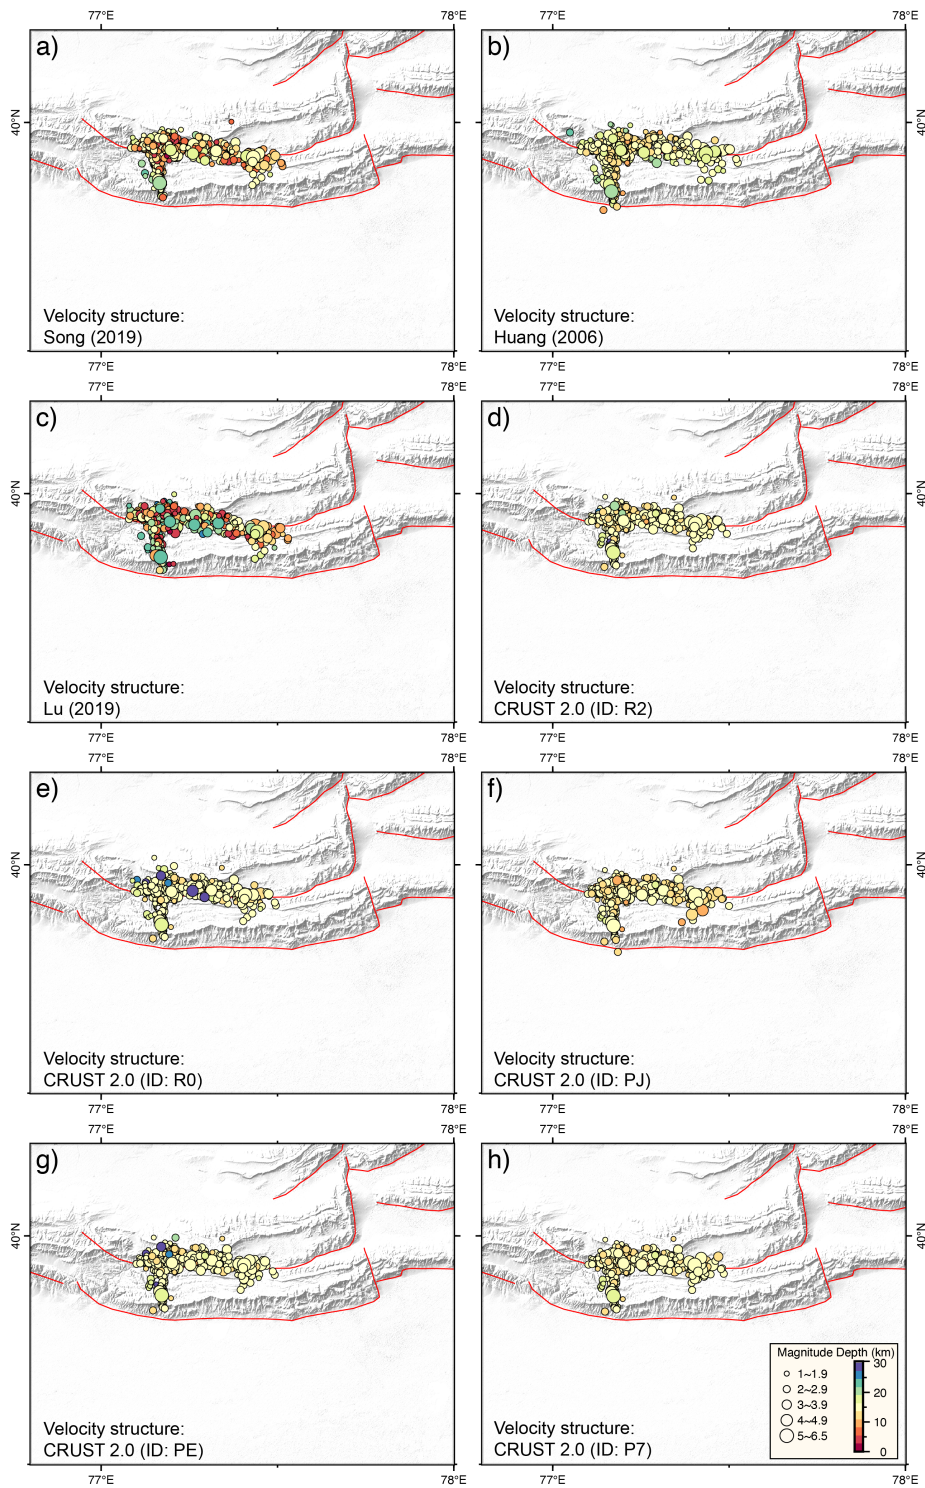 77°E 78°E 77°E 78°E
a) b)
40°N 40°N
Velocity structure: Velocity structure:
Song (2019) Huang (2006)
77°E 78°E 77°E 78°E
77°E 78°E 77°E 78°E
c) d)
40°N 40°N
Velocity structure: Velocity structure:
Lu (2019) CRUST 2.0 (ID: R2)
77°E 78°E 77°E 78°E
77°E 78°E 77°E 78°E
e) f)
40°N 40°N
Velocity structure: Velocity structure:
CRUST 2.0 (ID: R0) CRUST 2.0 (ID: PJ)
77°E 78°E 77°E 78°E
77°E 78°E 77°E 78°E
g) h)
40°N 40°N
Magnitude Depth (km)
1~1.9 30
2~2.9 20
3~3.9
4~4.9 10
5~6.5 0
Velocity structure: Velocity structure:
CRUST 2.0 (ID: PE) CRUST 2.0 (ID: P7)
77°E 78°E 77°E 78°E